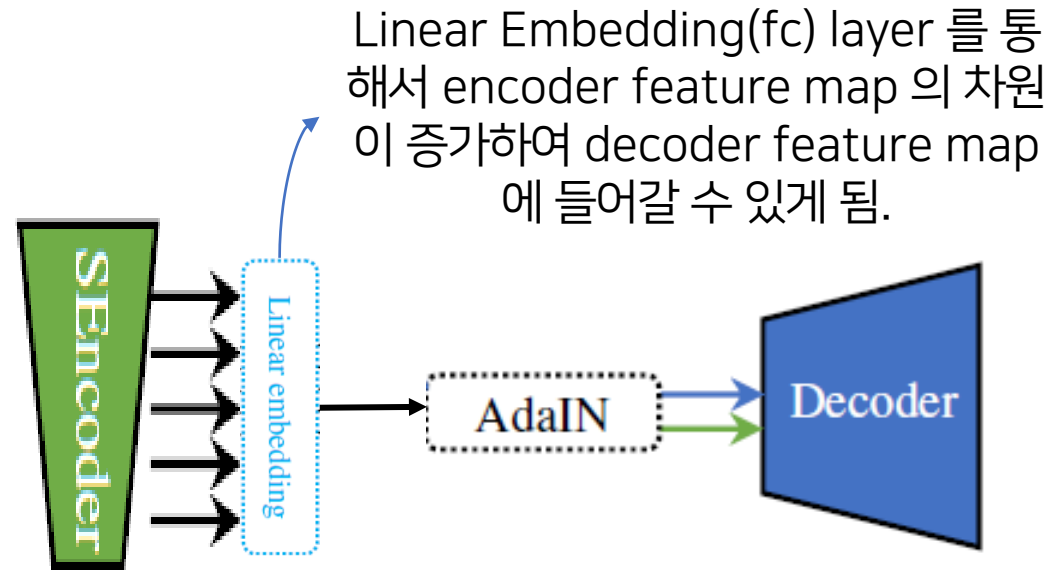 Linear Embedding(fc) layer 를 통
해서 encoder feature map 의 차원
이 증가하여 decoder feature map
에 들어갈 수 있게 됨.
SEncoder
Linear embedding
AdaIN
Decoder